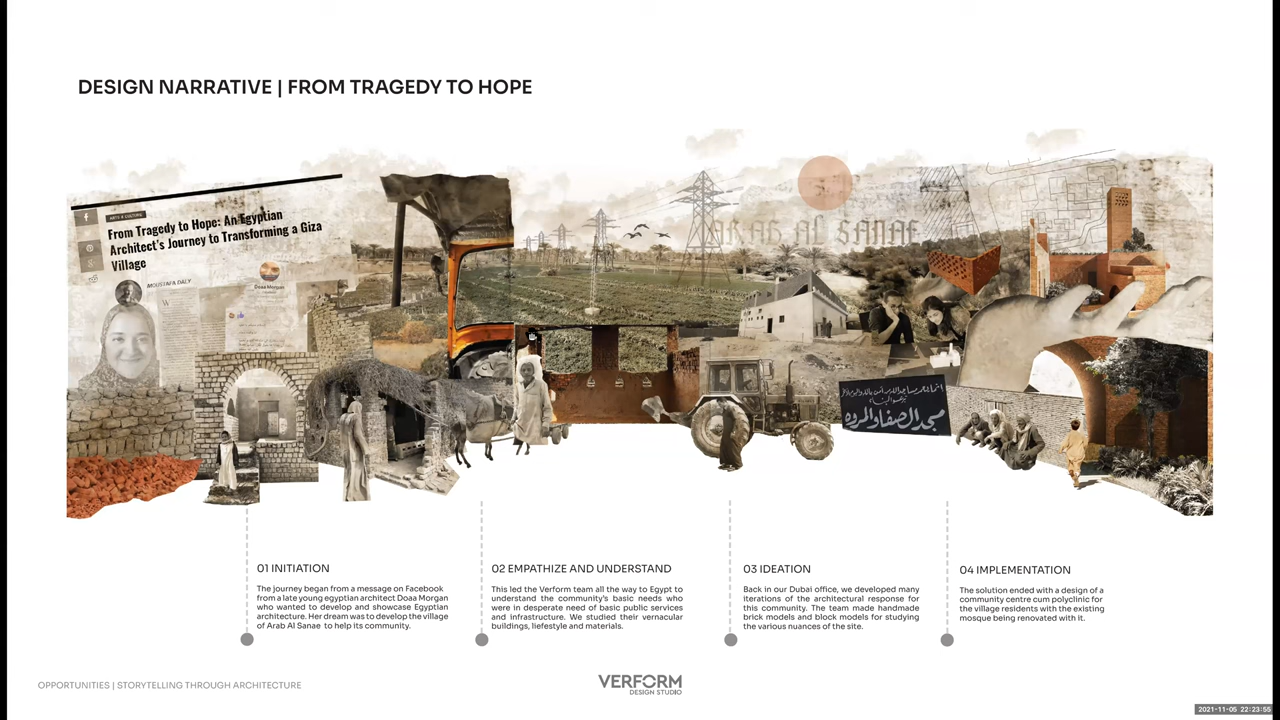 DESIGN NARRATIVE | FROM TRAGEDY TO HOPE
ARTS & CULTURE
From Tragedy to Hope: An Egyptian
Architect's Journey to Transforming a Giza
Village
MOUSTAFA DALY
Doaa Morgan
ARAB AL SANAE
مسجد الصفا والمروه
01 INITIATION
The journey began from a message on Facebook
from a late young egyptian architect Doaa Morgan
who wanted to develop and showcase Egyptian
architecture. Her dream was to develop the village
of Arab Al Sanae to help its community.
02 EMPATHIZE AND UNDERSTAND
This led the Verform team all the way to Egypt to
understand the community's basic needs who
were in desperate need of basic public services
and infrastructure. We studied their vernacular
buildings, liefestyle and materials.
03 IDEATION
Back in our Dubai office, we developed many
iterations of the architectural response for
this community. The team made handmade
brick models and block models for studying
the various nuances of the site.
04 IMPLEMENTATION
The solution ended with a design of a
community centre cum polyclinic for
the village residents with the existing
mosque being renovated with it.
OPPORTUNITIES | STORYTELLING THROUGH ARCHITECTURE
VERFORM
DESIGN STUDIO
2021-11-05 22:23:55